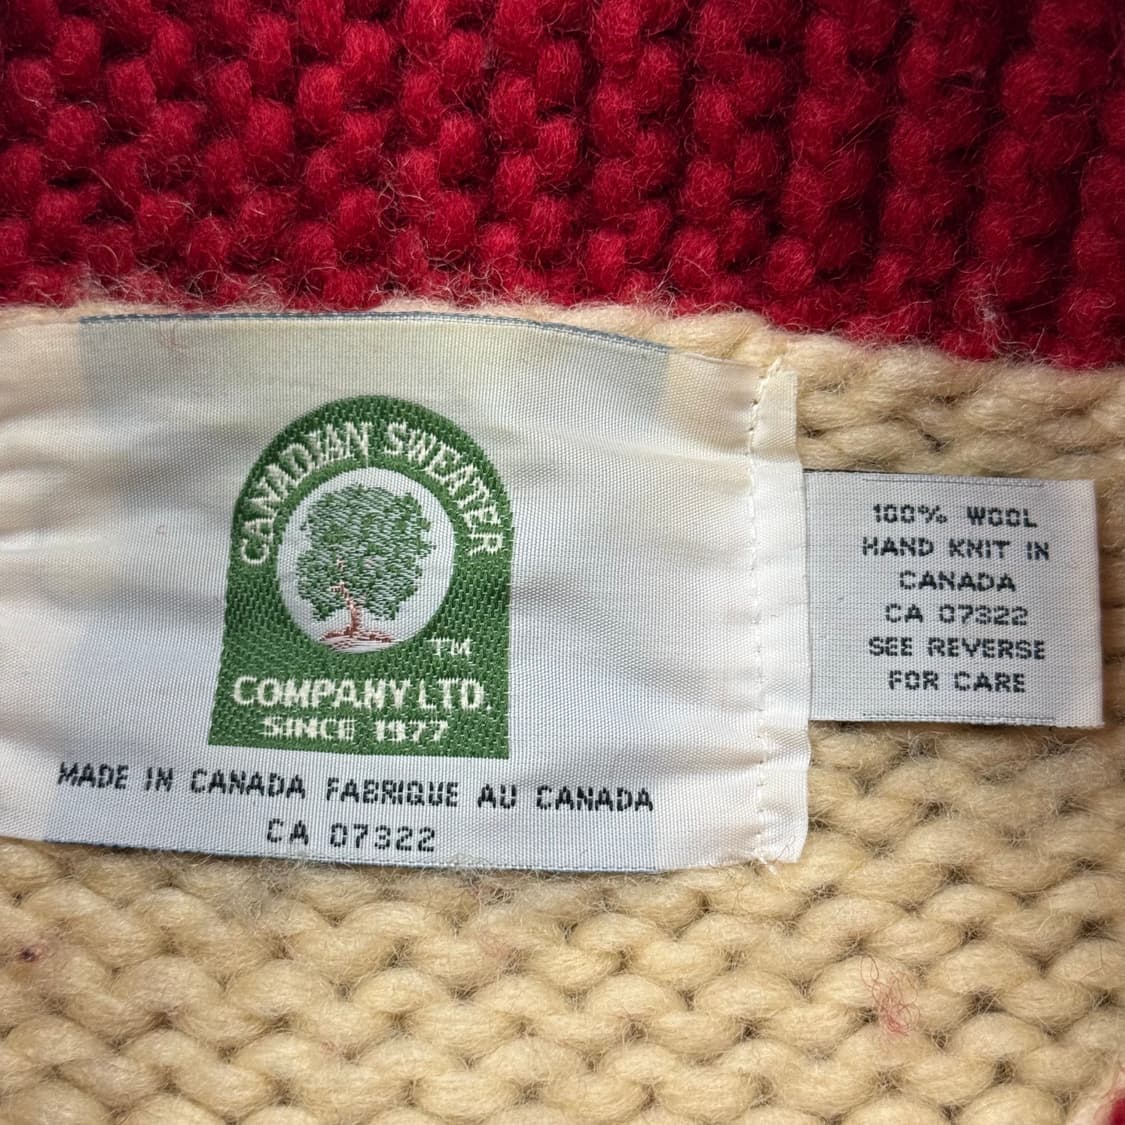 CANADIAN SWEATER
TM
COMPANY LTD.
SINCE 1977
MADE IN CANADA FABRIQUE AU CANADA
CA 07322
100% WOOL
HAND KNIT IN
CANADA
CA 07322
SEE REVERSE
FOR CARE